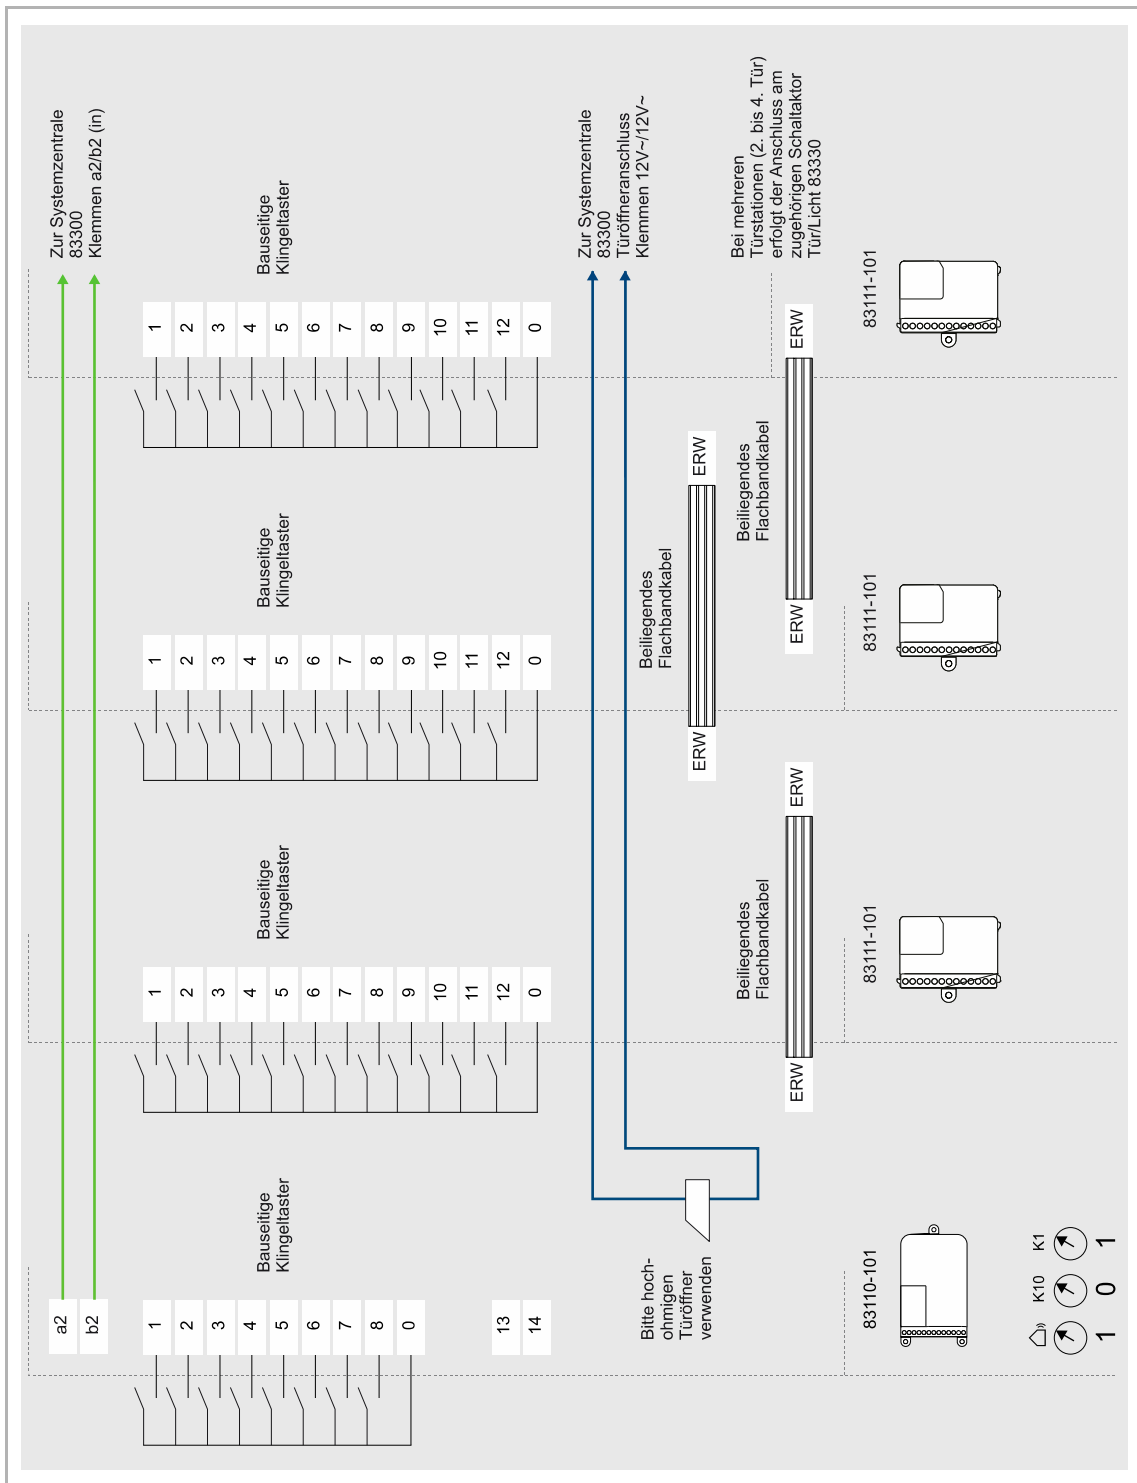 a2
b2
Zur Systemzentrale
83300
Klemmen a2/b2 (in)
Bauseitige
Klingeltaster
1
2
3
4
5
6
7
8
0
13
14
Bauseitige
Klingeltaster
1
2
3
4
5
6
7
8
9
10
11
12
0
Bauseitige
Klingeltaster
1
2
3
4
5
6
7
8
9
10
11
12
0
Bauseitige
Klingeltaster
1
2
3
4
5
6
7
8
9
10
11
12
0
Zur Systemzentrale
83300
Türöffneranschluss
Klemmen 12V~/12V~
Bitte hoch-
ohmigen
Türöffner
verwenden
Beiliegendes
Flachbandkabel
ERW
ERW
Beiliegendes
Flachbandkabel
ERW
ERW
Beiliegendes
Flachbandkabel
ERW
ERW
Bei mehreren
Türstationen (2. bis 4. Tür)
erfolgt der Anschluss am
zugehörigen Schaltaktor
Tür/Licht 83330
83110-101
83111-101
83111-101
83111-101
K10
K1
1
0
1